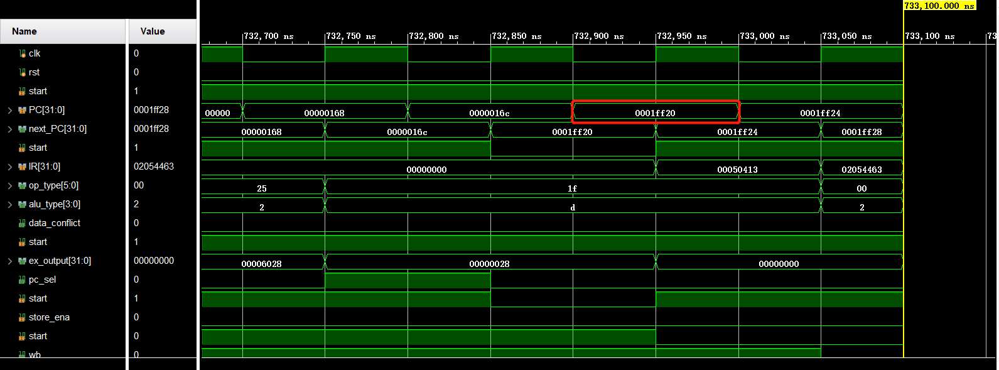 733,100.000 ns
Name Value
732,700 ns 732,750 ns 732,800 ns 732,850 ns 732,900 ns 732,950 ns 733,000 ns 733,050 ns 733,100 ns 73
clk 0
rst 0
start 1
PC[31:0] 0001ff28 00000 00000168 0000016c 0001ff20 0001ff24
next_PC[31:0] 0001ff28 00000168 0000016c 0001ff20 0001ff24 0001ff28
start 1
IR[31:0] 02054463 00000000 00050413 02054463
op_type[5:0] 00 25 1f 00
alu_type[3:0] 2 2 d 2
data_conflict 0
start 1
ex_output[31:0] 00000000 00006028 00000028 00000000
pc_sel 0
start 1
store_ena 0
start 0
wb 0